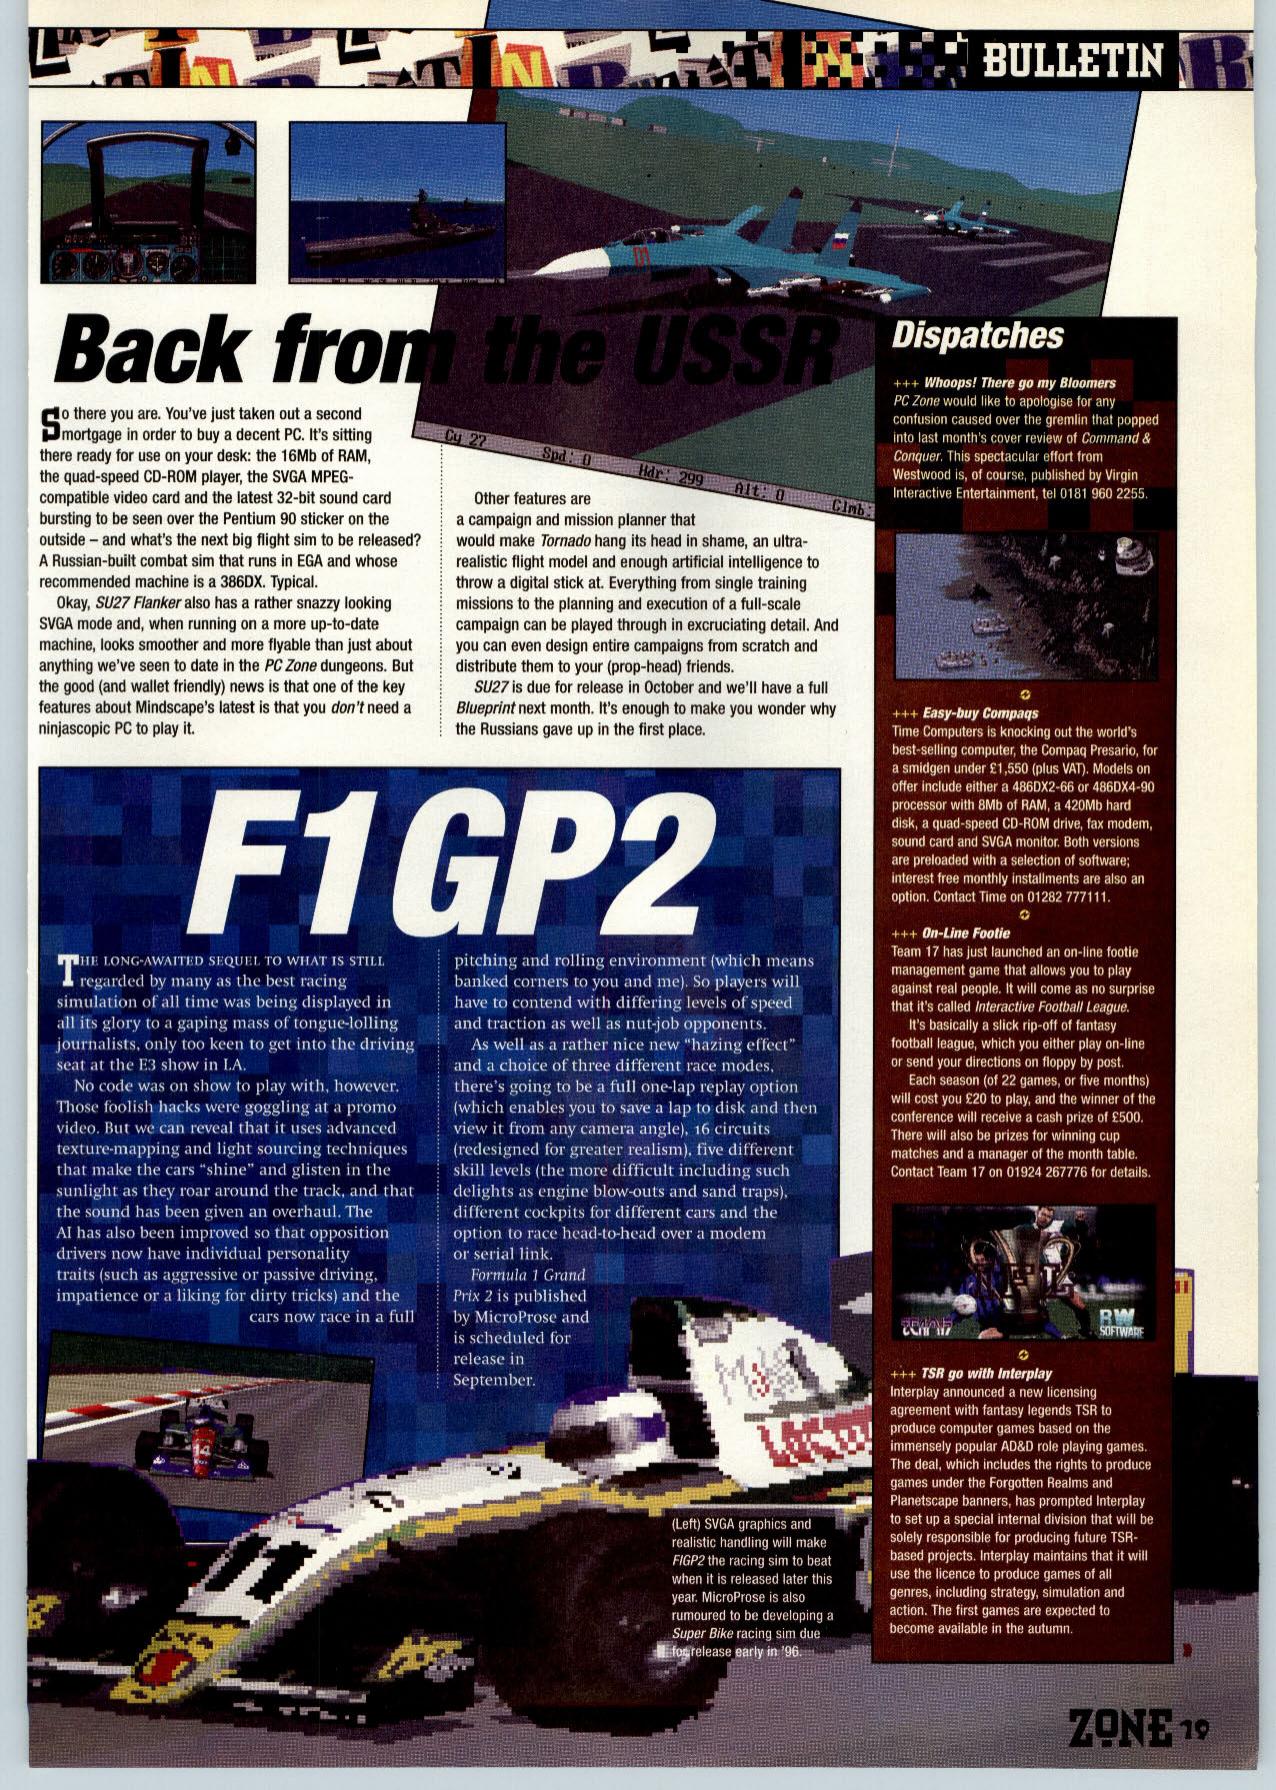 BULLETIN
01
Back from the USSR
Cy 27 Spd: 0 Hdr: 299 Alt: 0 Clmb:
So there you are. You've just taken out a second
mortgage in order to buy a decent PC. It's sitting
there ready for use on your desk: the 16Mb of RAM,
the quad-speed CD-ROM player, the SVGA MPEG-
compatible video card and the latest 32-bit sound card
bursting to be seen over the Pentium 90 sticker on the
outside – and what's the next big flight sim to be released?
A Russian-built combat sim that runs in EGA and whose
recommended machine is a 386DX. Typical.
Okay, SU27 Flanker also has a rather snazzy looking
SVGA mode and, when running on a more up-to-date
machine, looks smoother and more flyable than just about
anything we've seen to date in the PC Zone dungeons. But
the good (and wallet friendly) news is that one of the key
features about Mindscape's latest is that you don't need a
ninjascopic PC to play it.
Other features are
a campaign and mission planner that
would make Tornado hang its head in shame, an ultra-
realistic flight model and enough artificial intelligence to
throw a digital stick at. Everything from single training
missions to the planning and execution of a full-scale
campaign can be played through in excruciating detail. And
you can even design entire campaigns from scratch and
distribute them to your (prop-head) friends.
SU27 is due for release in October and we'll have a full
Blueprint next month. It's enough to make you wonder why
the Russians gave up in the first place.
F1GP2
THE LONG-AWAITED SEQUEL TO WHAT IS STILL
regarded by many as the best racing
simulation of all time was being displayed in
all its glory to a gaping mass of tongue-lolling
journalists, only too keen to get into the driving
seat at the E3 show in LA.
No code was on show to play with, however.
Those foolish hacks were goggling at a promo
video. But we can reveal that it uses advanced
texture-mapping and light sourcing techniques
that make the cars "shine" and glisten in the
sunlight as they roar around the track, and that
the sound has been given an overhaul. The
AI has also been improved so that opposition
drivers now have individual personality
traits (such as aggressive or passive driving,
impatience or a liking for dirty tricks) and the
cars now race in a full
pitching and rolling environment (which means
banked corners to you and me). So players will
have to contend with differing levels of speed
and traction as well as nut-job opponents.
As well as a rather nice new "hazing effect"
and a choice of three different race modes,
there's going to be a full one-lap replay option
(which enables you to save a lap to disk and then
view it from any camera angle), 16 circuits
(redesigned for greater realism), five different
skill levels (the more difficult including such
delights as engine blow-outs and sand traps),
different cockpits for different cars and the
option to race head-to-head over a modem
or serial link.
Formula 1 Grand
Prix 2 is published
by MicroProse and
is scheduled for
release in
September.
14
11
(Left) SVGA graphics and
realistic handling will make
FIGP2 the racing sim to beat
when it is released later this
year. MicroProse is also
rumoured to be developing a
Super Bike racing sim due
for release early in '96.
Dispatches
+++ Whoops! There go my Bloomers
PC Zone would like to apologise for any
confusion caused over the gremlin that popped
into last month's cover review of Command &
Conquer. This spectacular effort from
Westwood is, of course, published by Virgin
Interactive Entertainment, tel 0181 960 2255.
+++ Easy-buy Compaqs
Time Computers is knocking out the world's
best-selling computer, the Compaq Presario, for
a smidgen under £1,550 (plus VAT). Models on
offer include either a 486DX2-66 or 486DX4-90
processor with 8Mb of RAM, a 420Mb hard
disk, a quad-speed CD-ROM drive, fax modem,
sound card and SVGA monitor. Both versions
are preloaded with a selection of software;
interest free monthly installments are also an
option. Contact Time on 01282 777111.
+++ On-Line Footie
Team 17 has just launched an on-line footie
management game that allows you to play
against real people. It will come as no surprise
that it's called Interactive Football League.
It's basically a slick rip-off of fantasy
football league, which you either play on-line
or send your directions on floppy by post.
Each season (of 22 games, or five months)
will cost you £20 to play, and the winner of the
conference will receive a cash prize of £500.
There will also be prizes for winning cup
matches and a manager of the month table.
Contact Team 17 on 01924 267776 for details.
IFL
TEAM17
BW
SOFTWARE
+++ TSR go with Interplay
Interplay announced a new licensing
agreement with fantasy legends TSR to
produce computer games based on the
immensely popular AD&D role playing games.
The deal, which includes the rights to produce
games under the Forgotten Realms and
Planetscape banners, has prompted Interplay
to set up a special internal division that will be
solely responsible for producing future TSR-
based projects. Interplay maintains that it will
use the licence to produce games of all
genres, including strategy, simulation and
action. The first games are expected to
become available in the autumn.
ZONE 19